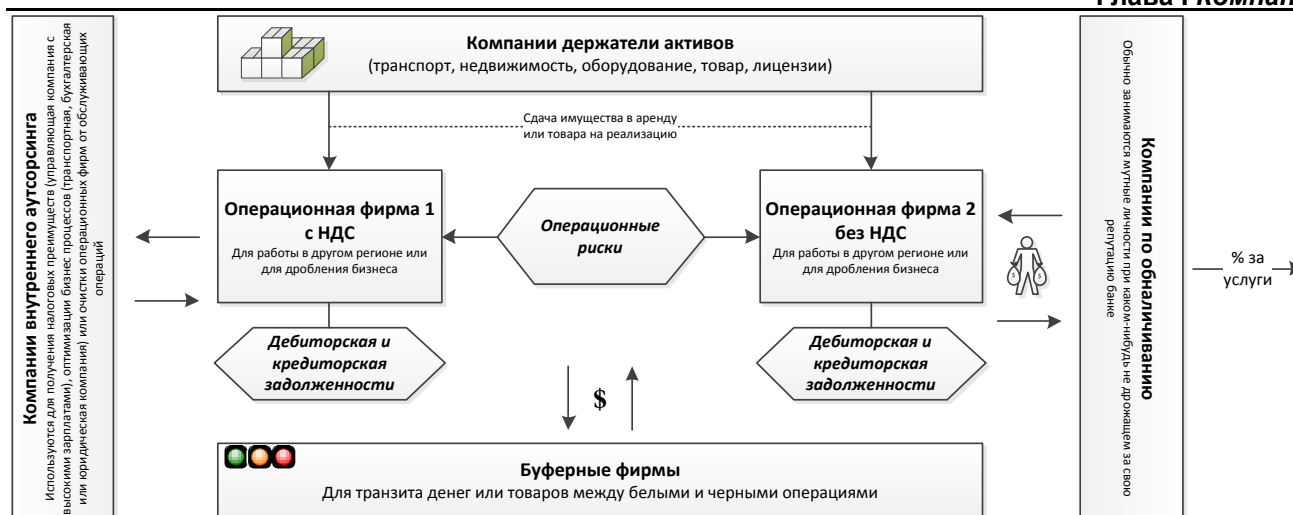 Глава I Компан
Компании внутреннего аутсорсинга
Используются для получения налоговых преимуществ (управляющая компания с
высокими зарплатами), оптимизации бизнес процессов (транспортная, бухгалтерская
или юридическая компания) или очистки операционных фирм от обслуживающих
операций
Компании держатели активов
(транспорт, недвижимость, оборудование, товар, лицензии)
Сдача имущества в аренду
или товара на реализацию
Операционная фирма 1
с НДС
Для работы в другом регионе или
для дробления бизнеса
Операционные
риски
Операционная фирма 2
без НДС
Для работы в другом регионе или
для дробления бизнеса
Дебиторская и
кредиторская
задолженности
$
Дебиторская и
кредиторская
задолженности
Буферные фирмы
Для транзита денег или товаров между белыми и черными операциями
Компании по обналичиванию
Обычно занимаются мутные личности при каком-нибудь не дрожащем за свою
репутацию банке
$ $
% за
услуги